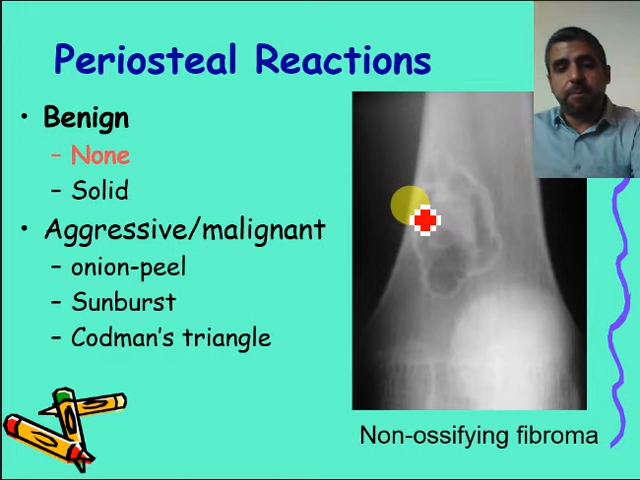 Periosteal Reactions
• Benign
– None
– Solid
• Aggressive/malignant
– onion-peel
– Sunburst
– Codman's triangle
Non-ossifying fibroma